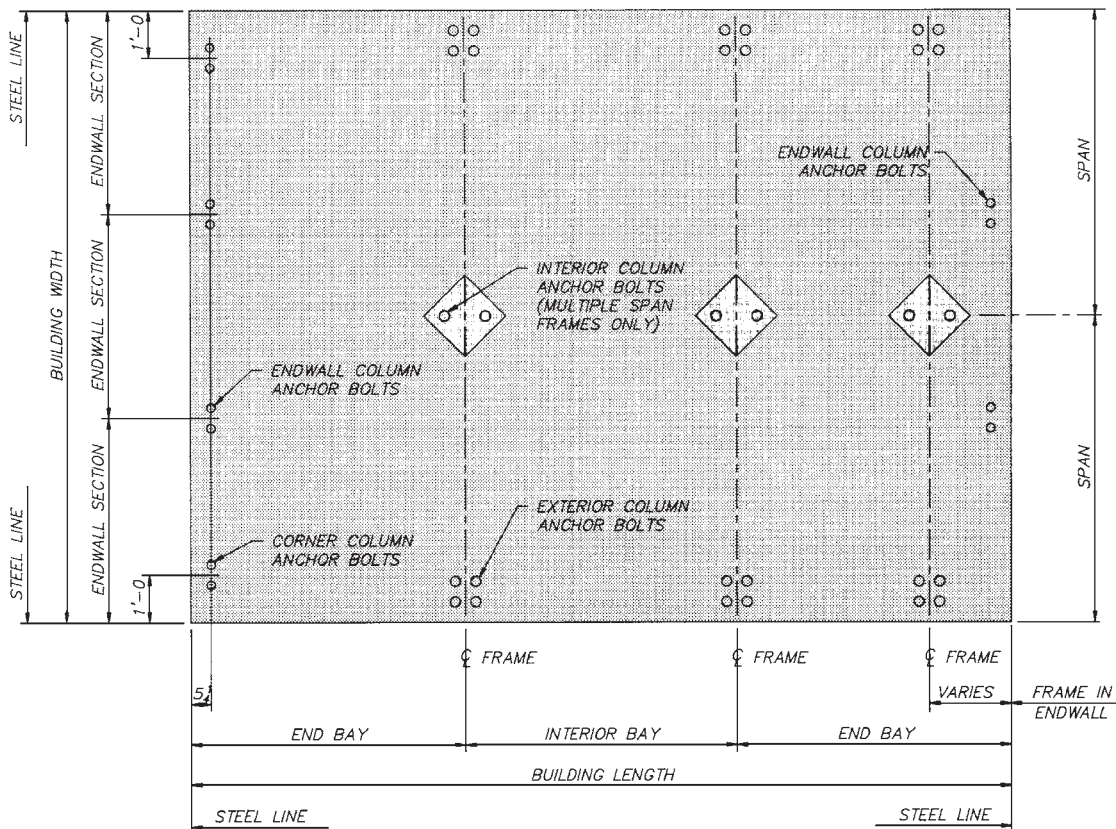 STEEL LINE
BUILDING WIDTH
STEEL LINE
ENDWALL SECTION
ENDWALL SECTION
ENDWALL SECTION
1'-0
1'-0
ENDWALL COLUMN
ANCHOR BOLTS
SPAN
SPAN
INTERIOR COLUMN
ANCHOR BOLTS
(MULTIPLE SPAN
FRAMES ONLY)
ENDWALL COLUMN
ANCHOR BOLTS
EXTERIOR COLUMN
ANCHOR BOLTS
CORNER COLUMN
ANCHOR BOLTS
℄ FRAME
℄ FRAME
℄ FRAME
5
VARIES
FRAME IN
ENDWALL
END BAY
INTERIOR BAY
END BAY
BUILDING LENGTH
STEEL LINE
STEEL LINE